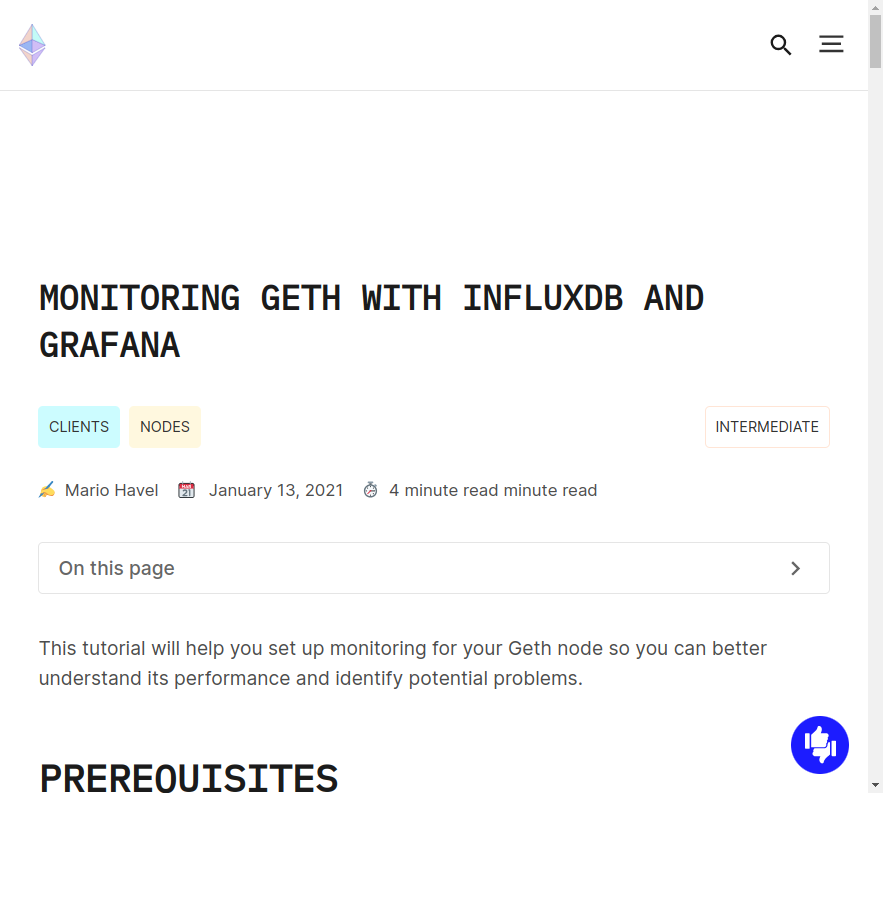 MONITORING GETH WITH INFLUXDB AND
GRAFANA
CLIENTS NODES INTERMEDIATE
Mario Havel January 13, 2021 4 minute read minute read
On this page
This tutorial will help you set up monitoring for your Geth node so you can better
understand its performance and identify potential problems.
PREREQUISITES